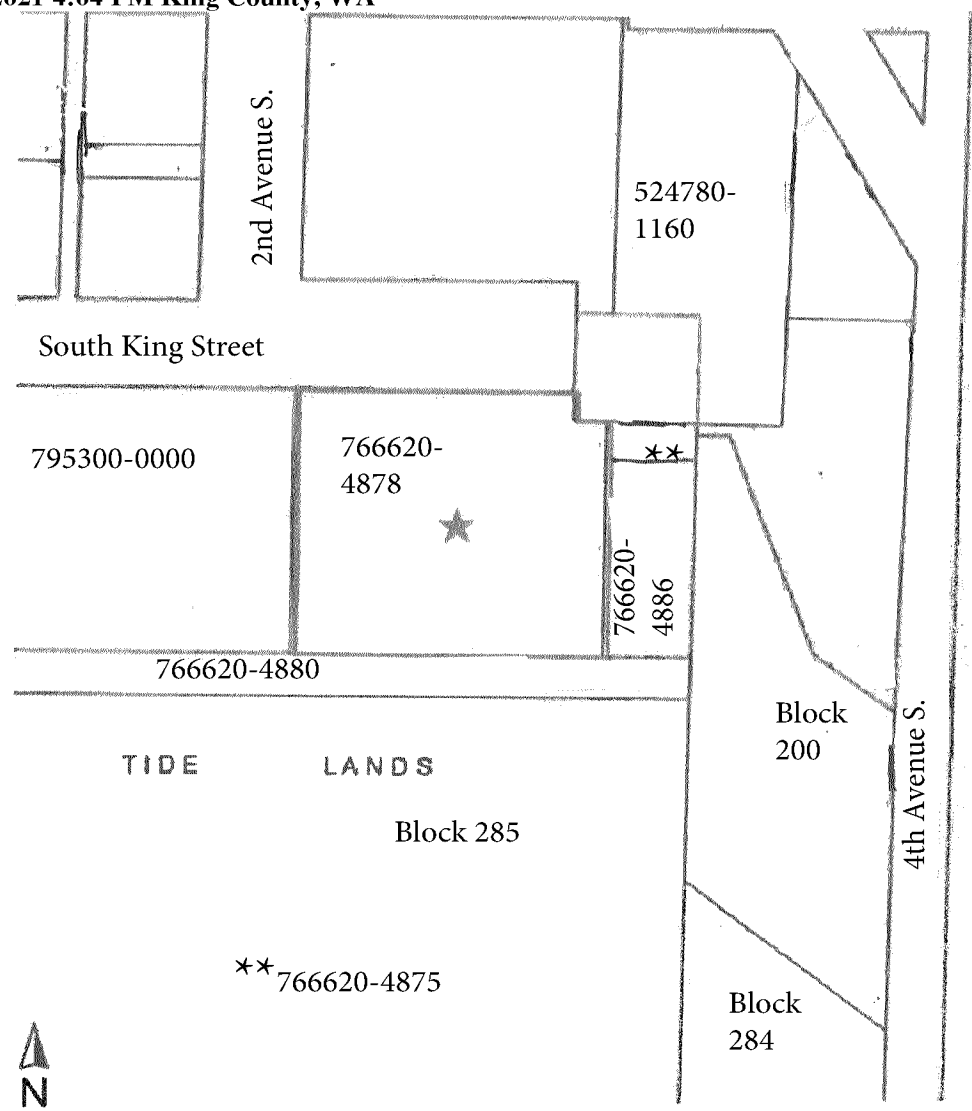 PM King County, WA
2nd Avenue S.
524780-
1160
South King Street
795300-0000
766620-
4878
**
766620-
4886
766620-4880
Block
200
4th Avenue S.
TIDE LANDS
Block 285
**766620-4875
Block
284
N